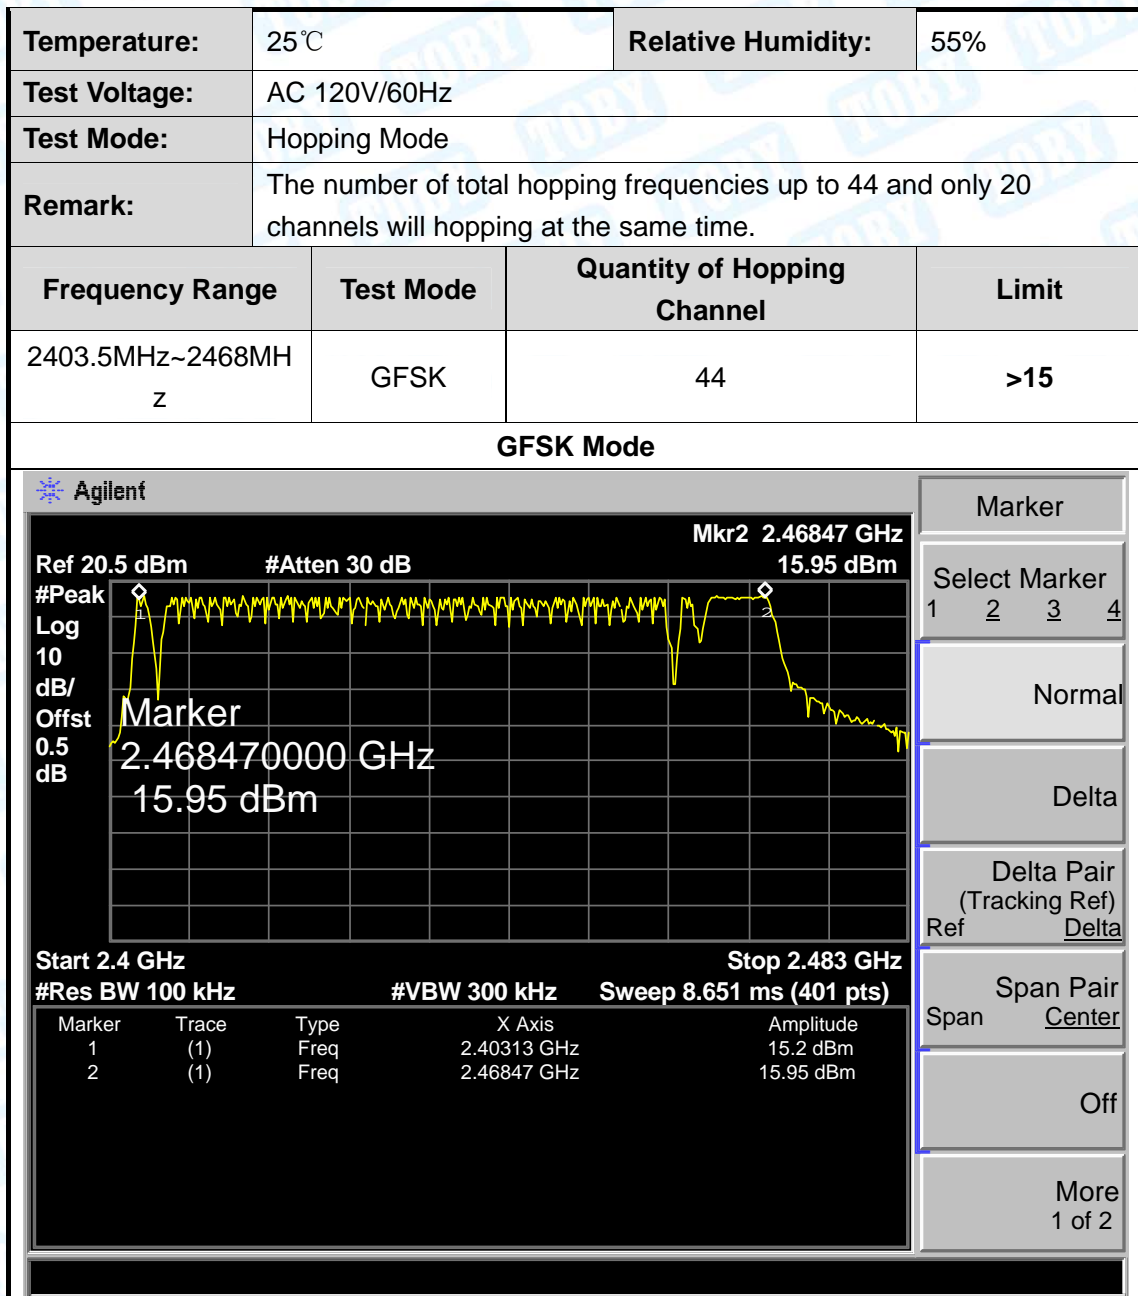 Temperature: 25℃ Relative Humidity: 55%
Test Voltage: AC 120V/60Hz
Test Mode: Hopping Mode
Remark: The number of total hopping frequencies up to 44 and only 20
channels will hopping at the same time.
Frequency Range Test Mode Quantity of Hopping
Channel Limit
2403.5MHz~2468MH
z GFSK 44 >15
GFSK Mode
Agilent
Marker
Mkr2 2.46847 GHz
Ref 20.5 dBm #Atten 30 dB 15.95 dBm
#Peak
Log
10
dB/
Offst
0.5
dB
1
2
Marker
2.468470000 GHz
15.95 dBm
Start 2.4 GHz Stop 2.483 GHz
#Res BW 100 kHz #VBW 300 kHz Sweep 8.651 ms (401 pts)
Marker Trace Type X Axis Amplitude
1 (1) Freq 2.40313 GHz 15.2 dBm
2 (1) Freq 2.46847 GHz 15.95 dBm
Select Marker
1 2 3 4
Normal
Delta
Delta Pair
(Tracking Ref)
Ref Delta
Span Pair
Span Center
Off
More
1 of 2
TOBY